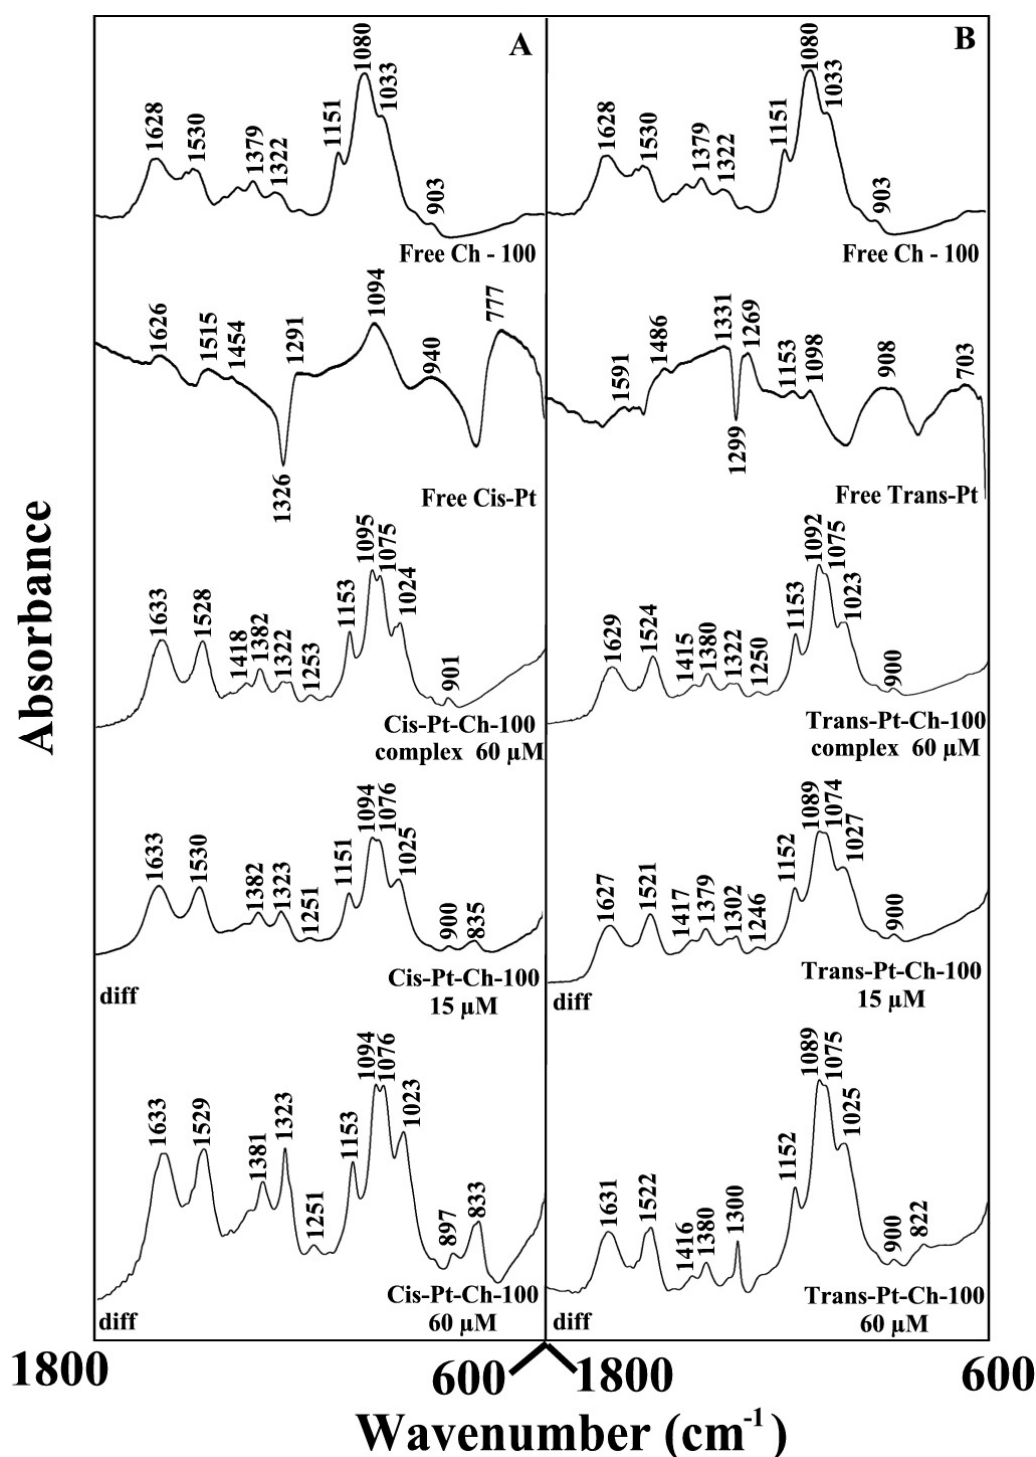 A
B
1628 1530 1379 1322 1151 1080 1033 903
Free Ch - 100
1628 1530 1379 1322 1151 1080 1033 903
Free Ch - 100
1626 1515 1454 1326 1291 1094 940 777
Free Cis-Pt
1591 1486 1331 1299 1269 1153 1098 908 703
Free Trans-Pt
1633 1528 1418 1382 1322 1253 1153 1095 1075 1024 901
Cis-Pt-Ch-100
complex 60 µM
1629 1524 1415 1380 1322 1250 1153 1092 1075 1023 900
Trans-Pt-Ch-100
complex 60 µM
1633 1530 1382 1323 1251 1151 1094 1076 1025 900 835
diff
Cis-Pt-Ch-100
15 µM
1627 1521 1417 1379 1302 1246 1152 1089 1074 1027 900
diff
Trans-Pt-Ch-100
15 µM
1633 1529 1381 1323 1251 1153 1094 1076 1023 897 833
diff
Cis-Pt-Ch-100
60 µM
1631 1522 1416 1380 1300 1152 1089 1075 1025 900 822
diff
Trans-Pt-Ch-100
60 µM
Absorbance
1800 600 1800 600
Wavenumber (cm⁻¹)